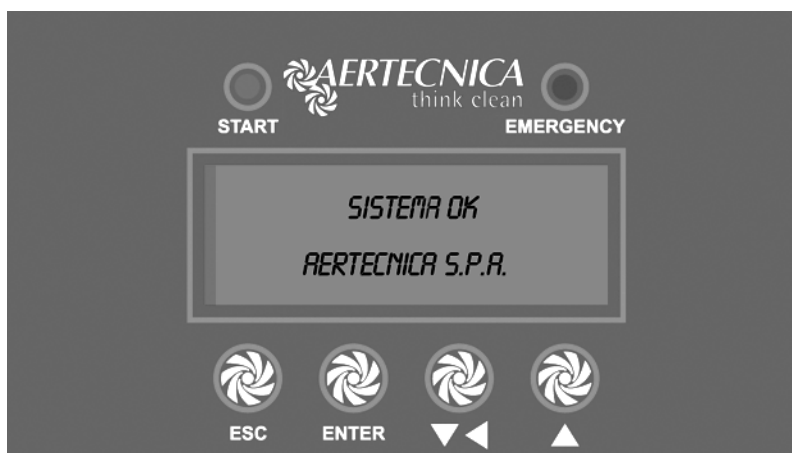 AERTECNICA
think clean
START
EMERGENCY
SISTEMA OK
AERTECNICA S.P.A.
ESC
ENTER